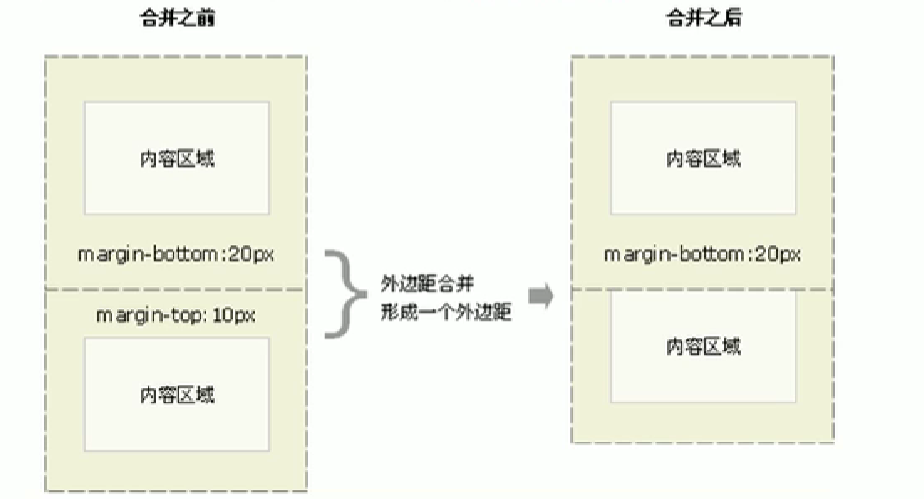 合并之前
合并之后
内容区域
内容区域
margin-bottom:20px
margin-bottom:20px
外边距合并
形成一个外边距
margin-top: 10px
内容区域
内容区域